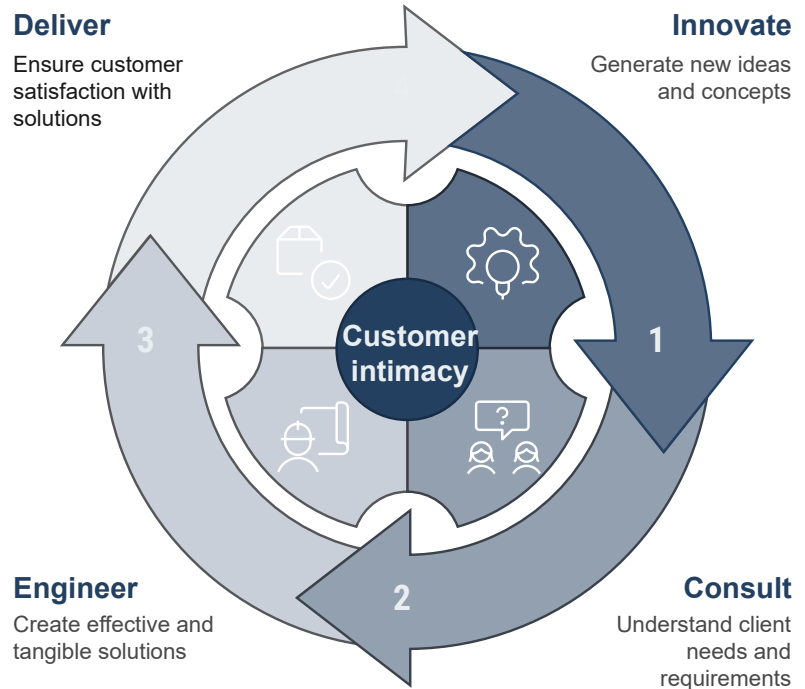 Deliver
Ensure customer
satisfaction with
solutions
Innovate
Generate new ideas
and concepts
4
1
3
Customer
intimacy
?
2
Engineer
Create effective and
tangible solutions
Consult
Understand client
needs and
requirements